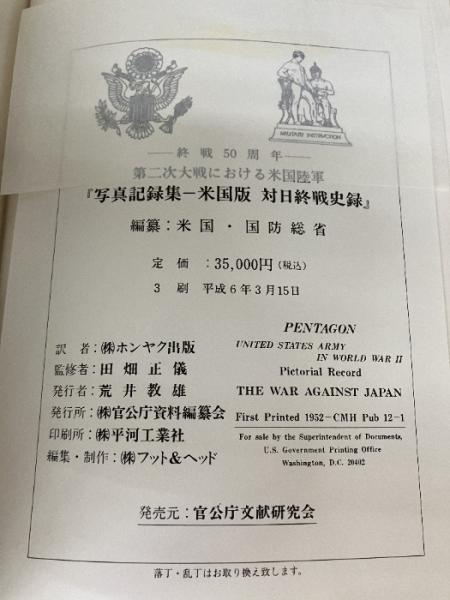 MILITARY INSTRUCTION
―終戦50周年―
第二次大戦における米国陸軍
『写真記録集－米国版 対日終戦史録』
編纂：米国・国防総省
定価：35,000円（税込）
3刷 平成6年3月15日
訳者：㈱ホンヤク出版
監修者：田畑正儀
発行者：荒井教雄
発行所：㈱官公庁資料編纂会
印刷所：㈱平河工業社
編集・制作：㈱フット&ヘッド
PENTAGON
UNITED STATES ARMY
IN WORLD WAR II
Pictorial Record
THE WAR AGAINST JAPAN
First Printed 1952－CMH Pub 12－1
For sale by the Superintendent of Documents,
U.S. Government Printing Office
Washington, D.C. 20402
発売元：官公庁文献研究会
落丁・乱丁はお取り換え致します。